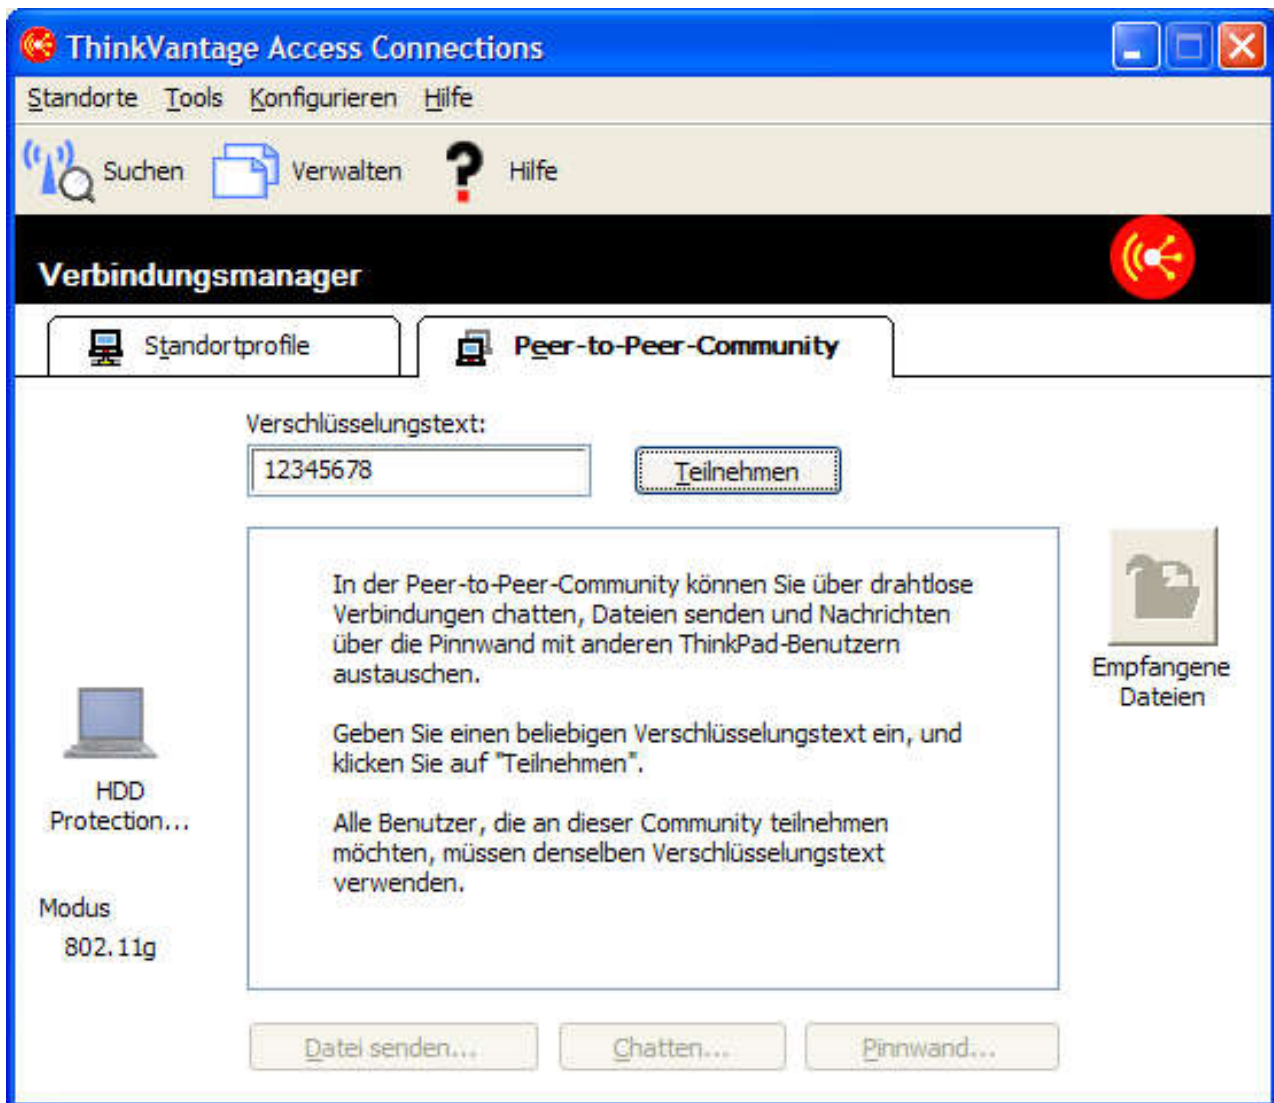 ThinkVantage Access Connections
Standorte Tools Konfigurieren Hilfe
Suchen Verwalten ? Hilfe
Verbindungsmanager
Standortprofile Peer-to-Peer-Community
Verschlüsselungstext:
12345678 Teilnehmen
In der Peer-to-Peer-Community können Sie über drahtlose
Verbindungen chatten, Dateien senden und Nachrichten
über die Pinnwand mit anderen ThinkPad-Benutzern
austauschen.
Geben Sie einen beliebigen Verschlüsselungstext ein, und
klicken Sie auf "Teilnehmen".
Alle Benutzer, die an dieser Community teilnehmen
möchten, müssen denselben Verschlüsselungstext
verwenden.
Empfangene
Dateien
HDD
Protection...
Modus
802.11g
Datei senden... Chatten... Pinnwand...